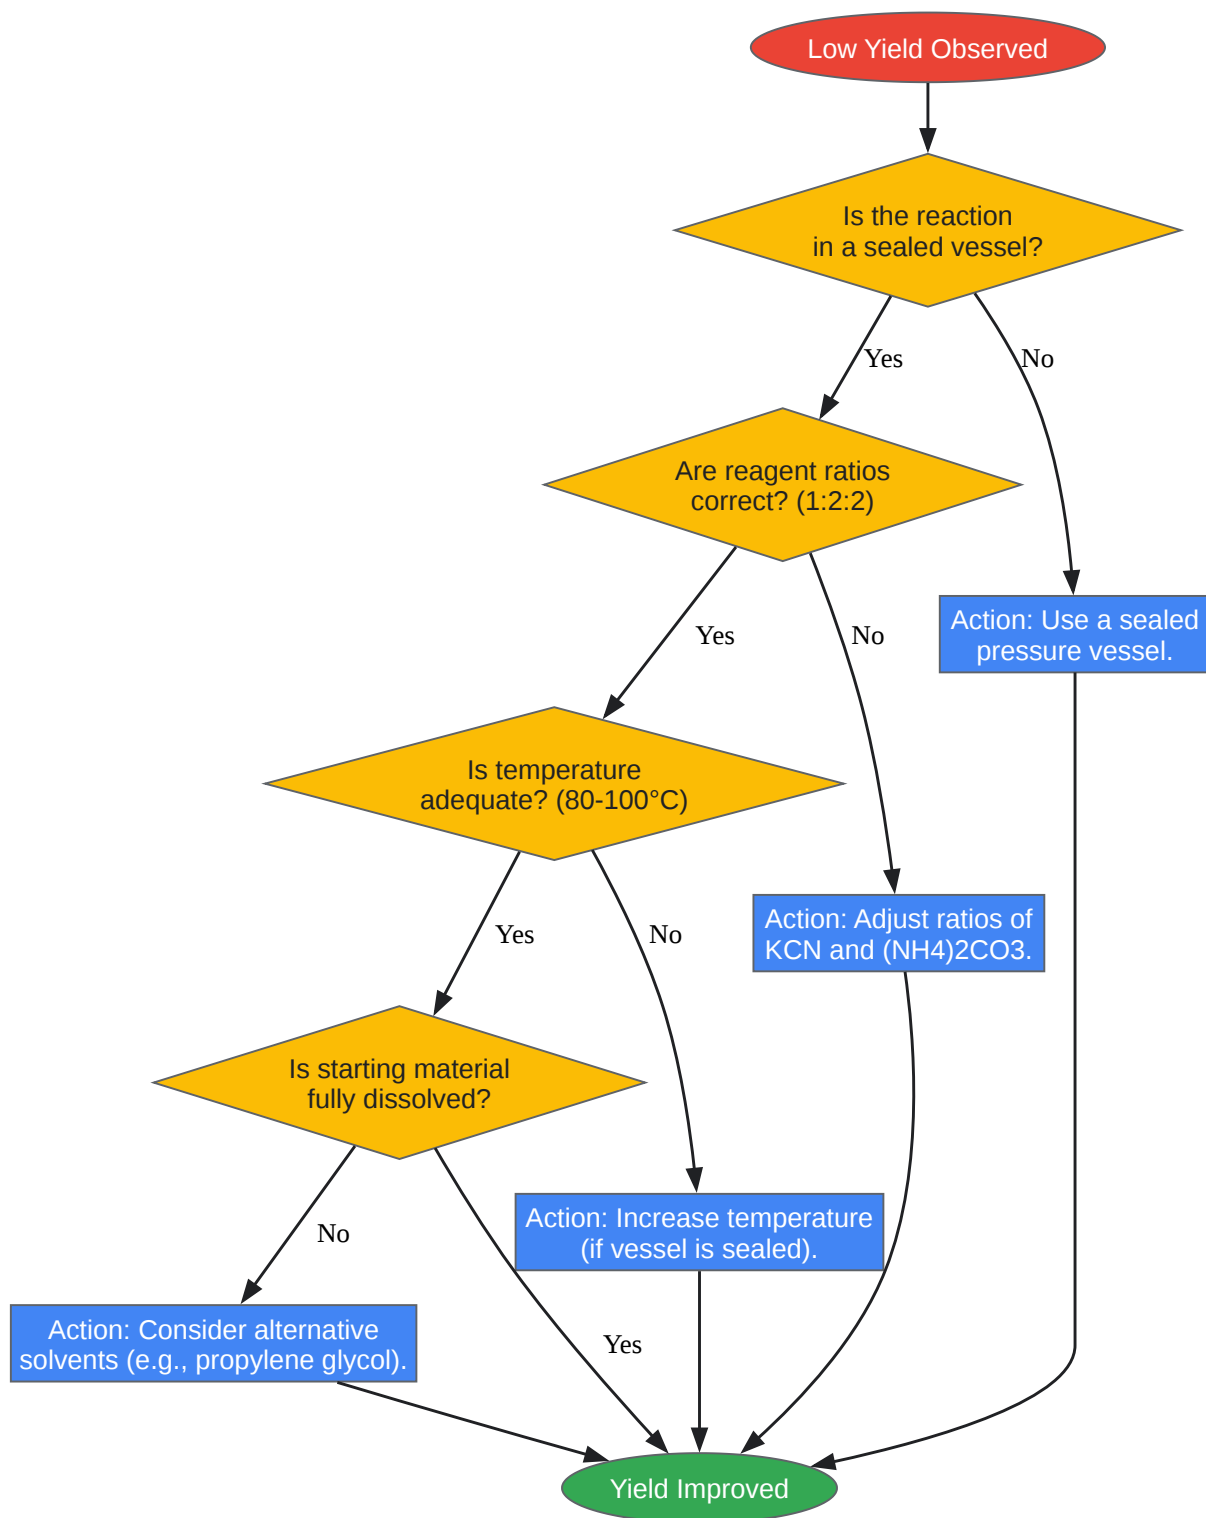 Low Yield Observed
Is the reaction
in a sealed vessel?
Yes
No
Are reagent ratios
correct? (1:2:2)
Action: Use a sealed
pressure vessel.
Yes
No
Is temperature
adequate? (80-100°C)
Action: Adjust ratios of
KCN and (NH4)2CO3.
Yes
No
Is starting material
fully dissolved?
Action: Increase temperature
(if vessel is sealed).
No
Action: Consider alternative
solvents (e.g., propylene glycol).
Yes
Yield Improved